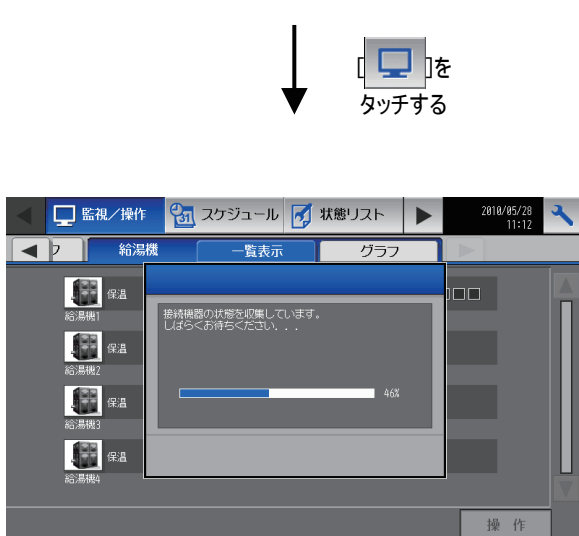 [ ]を
タッチする
監視／操作
スケジュール
状態リスト
2010/05/28
11:12
フ
給湯機
一覧表示
グラフ
保温
給湯機1
接続機器の状態を収集しています。
しばらくお待ちください．．．
46%
保温
給湯機2
保温
給湯機3
保温
給湯機4
操 作